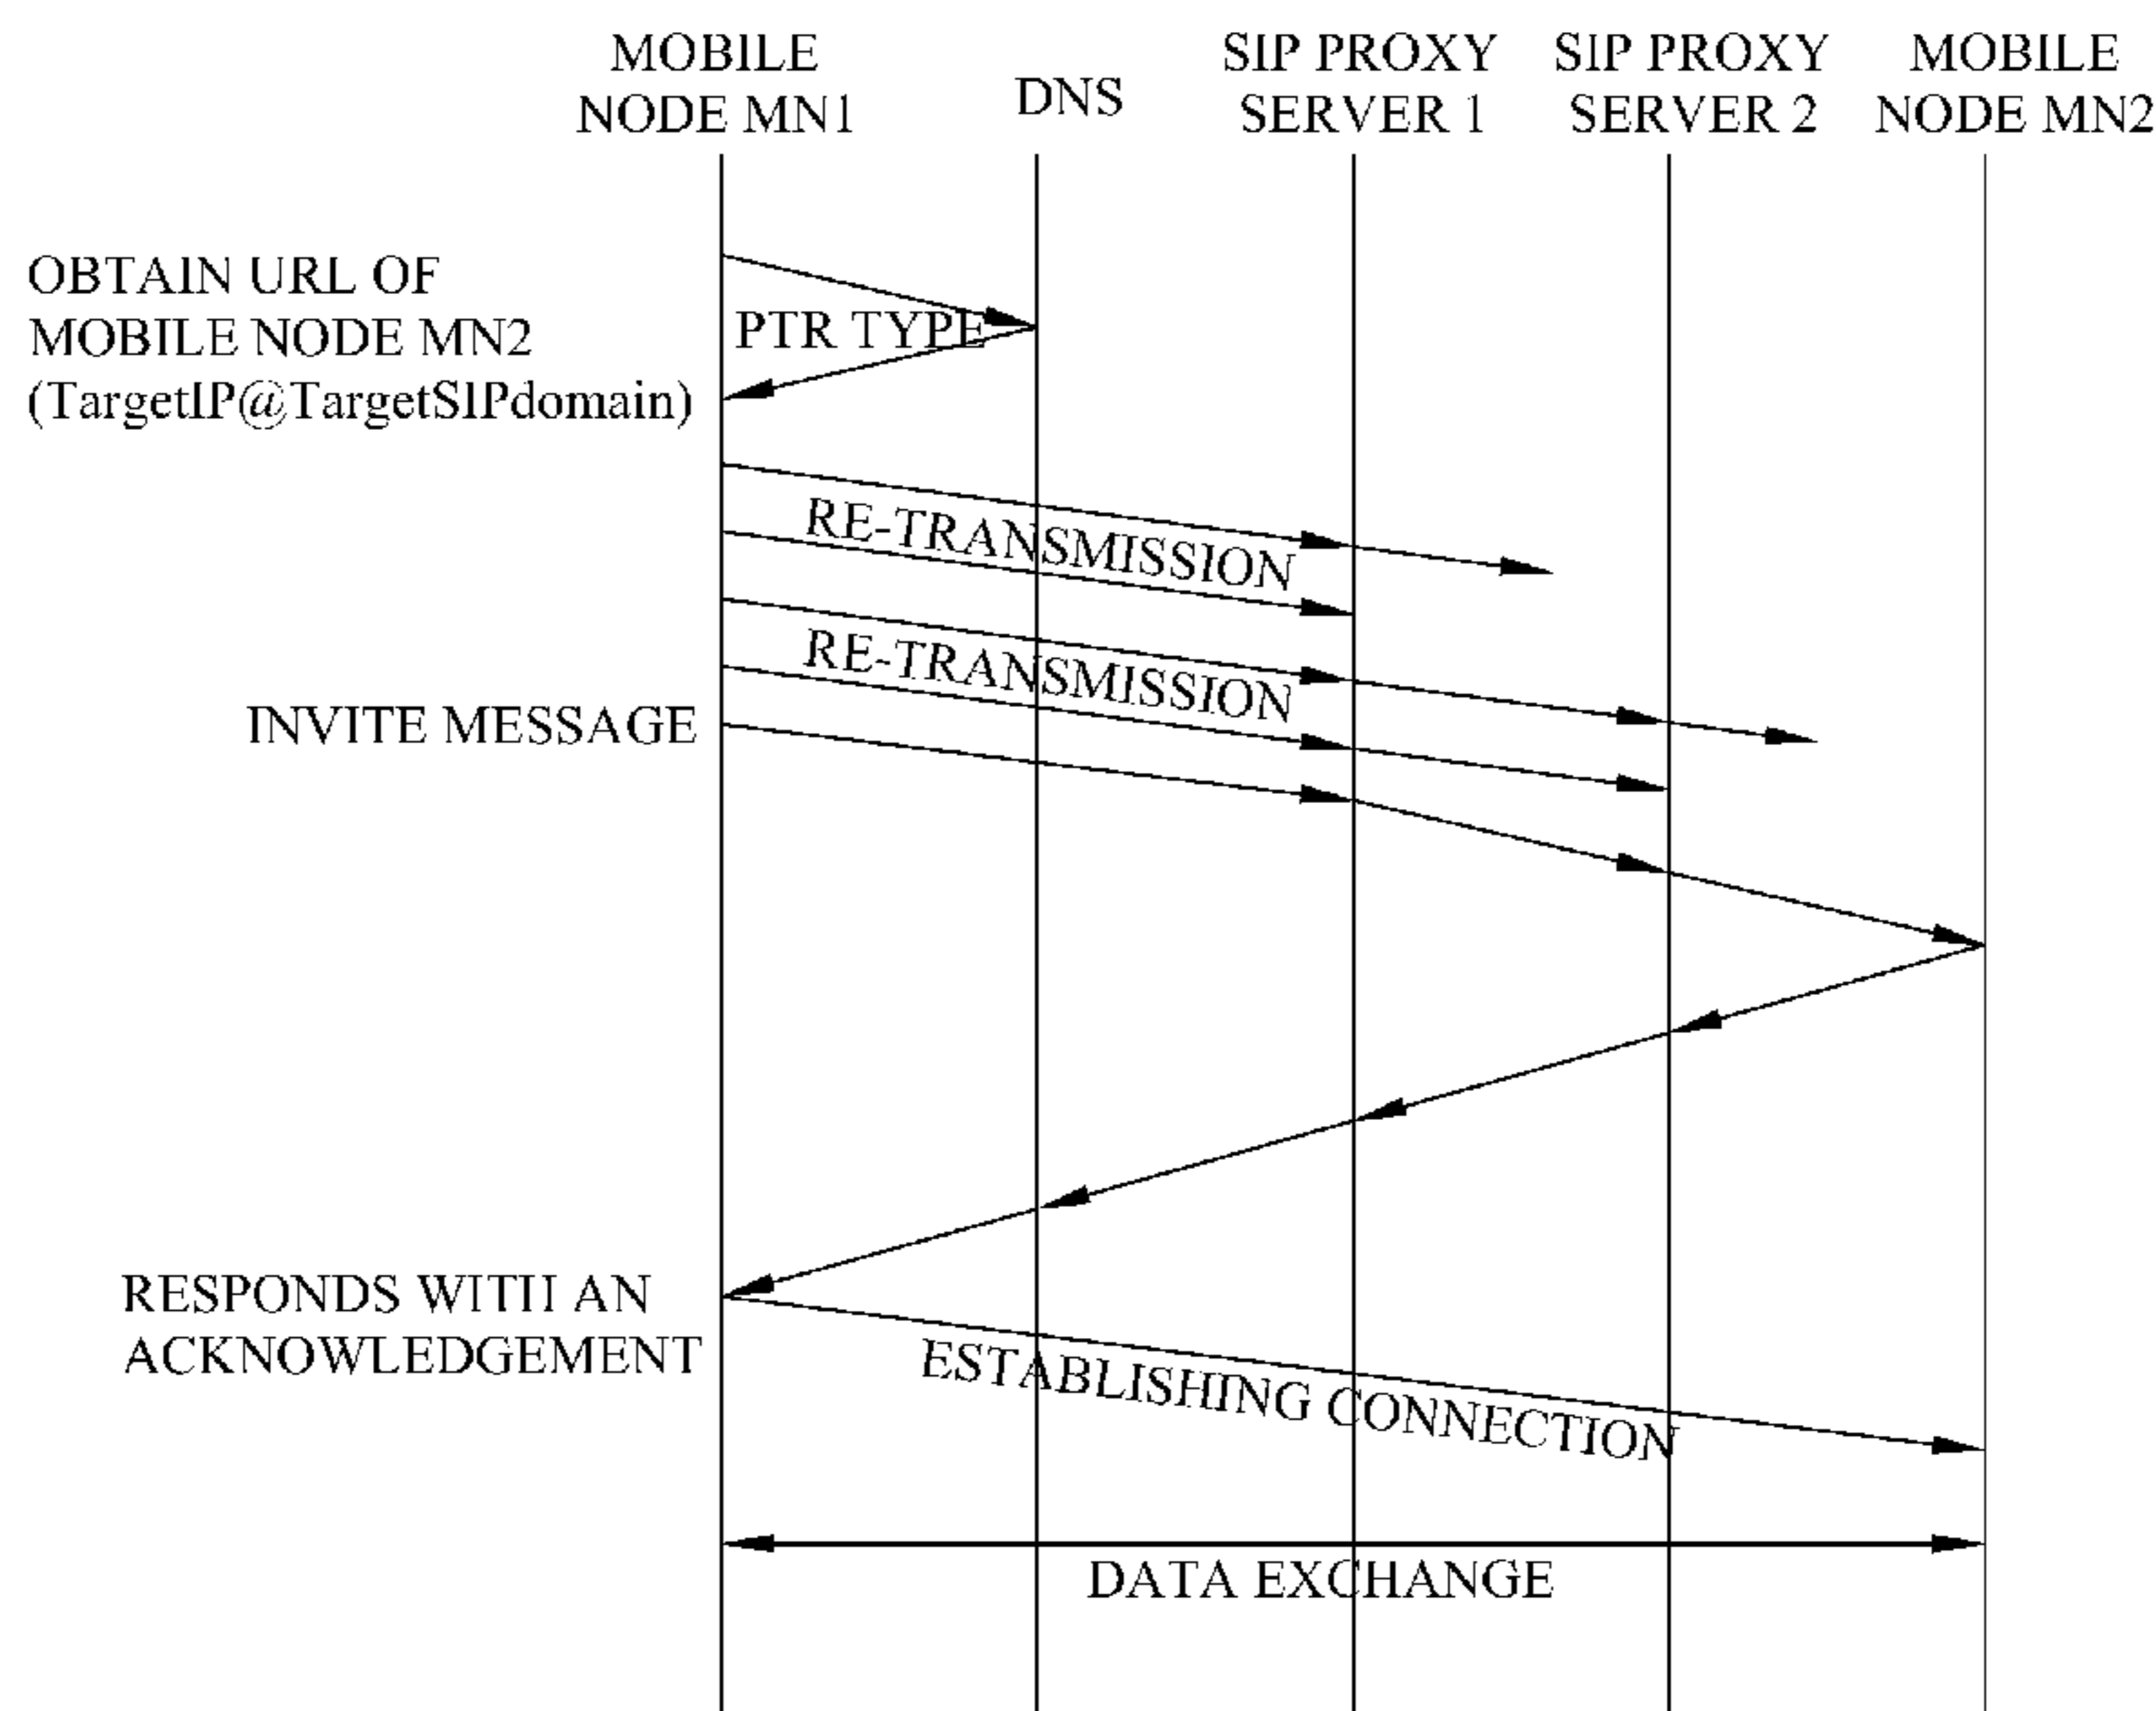 MOBILE
NODE MN1
DNS
SIP PROXY
SERVER 1
SIP PROXY
SERVER 2
MOBILE
NODE MN2
OBTAIN URL OF
MOBILE NODE MN2
(TargetIP@TargetSIPdomain)
PTR TYPE
RE-TRANSMISSION
RE-TRANSMISSION
INVITE MESSAGE
RESPONDS WITH AN
ACKNOWLEDGEMENT
ESTABLISHING CONNECTION
DATA EXCHANGE